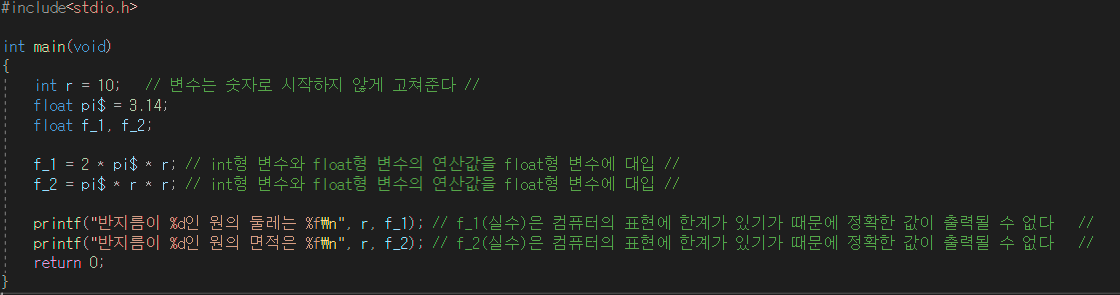 #include<stdio.h>
int main(void)
{
int r = 10; // 변수는 숫자로 시작하지 않게 고쳐준다 //
float pi$ = 3.14;
float f_1, f_2;
f_1 = 2 * pi$ * r; // int형 변수와 float형 변수의 연산값을 float형 변수에 대입 //
f_2 = pi$ * r * r; // int형 변수와 float형 변수의 연산값을 float형 변수에 대입 //
printf("반지름이 %d인 원의 둘레는 %f₩n", r, f_1); // f_1(실수)은 컴퓨터의 표현에 한계가 있기가 때문에 정확한 값이 출력될 수 없다 //
printf("반지름이 %d인 원의 면적은 %f₩n", r, f_2); // f_2(실수)은 컴퓨터의 표현에 한계가 있기가 때문에 정확한 값이 출력될 수 없다 //
return 0;
}